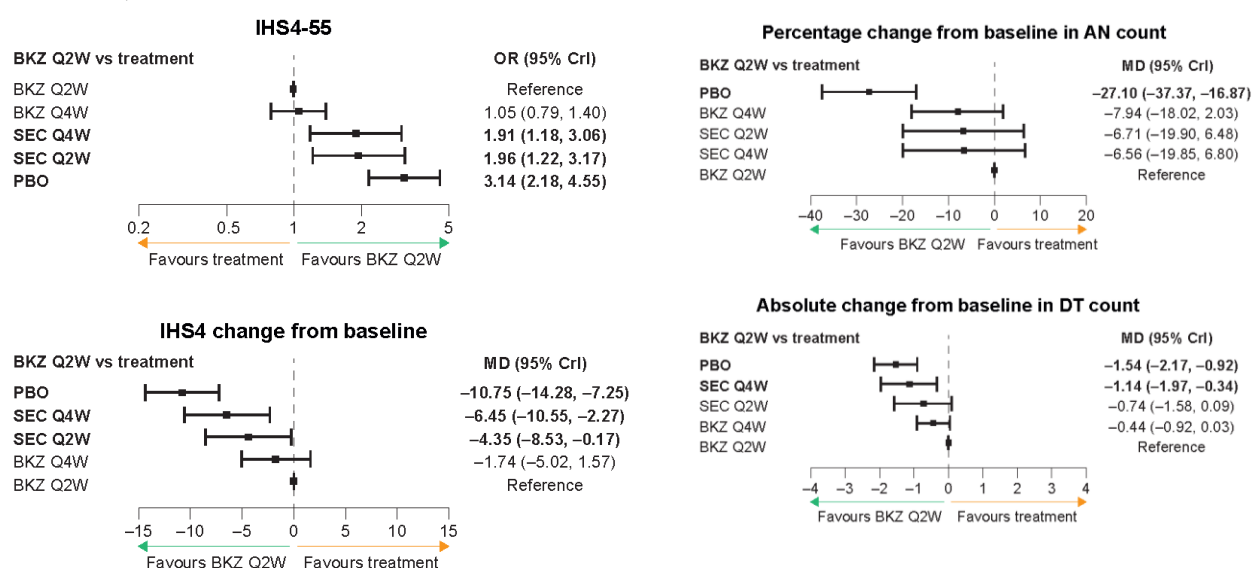 IHS4-55
BKZ Q2W vs treatment OR (95% CrI)
BKZ Q2W Reference
BKZ Q4W 1.05 (0.79, 1.40)
SEC Q4W 1.91 (1.18, 3.06)
SEC Q2W 1.96 (1.22, 3.17)
PBO 3.14 (2.18, 4.55)
0.2 0.5 1 2 5
Favours treatment Favours BKZ Q2W
Percentage change from baseline in AN count
BKZ Q2W vs treatment MD (95% CrI)
PBO −27.10 (−37.37, −16.87)
BKZ Q4W −7.94 (−18.02, 2.03)
SEC Q2W −6.71 (−19.90, 6.48)
SEC Q4W −6.56 (−19.85, 6.80)
BKZ Q2W Reference
−40 −30 −20 −10 0 10 20
Favours BKZ Q2W Favours treatment
IHS4 change from baseline
BKZ Q2W vs treatment MD (95% CrI)
PBO −10.75 (−14.28, −7.25)
SEC Q4W −6.45 (−10.55, −2.27)
SEC Q2W −4.35 (−8.53, −0.17)
BKZ Q4W −1.74 (−5.02, 1.57)
BKZ Q2W Reference
−15 −10 −5 0 5 10 15
Favours BKZ Q2W Favours treatment
Absolute change from baseline in DT count
BKZ Q2W vs treatment MD (95% CrI)
PBO −1.54 (−2.17, −0.92)
SEC Q4W −1.14 (−1.97, −0.34)
SEC Q2W −0.74 (−1.58, 0.09)
BKZ Q4W −0.44 (−0.92, 0.03)
BKZ Q2W Reference
−4 −3 −2 −1 0 1 2 3 4
Favours BKZ Q2W Favours treatment